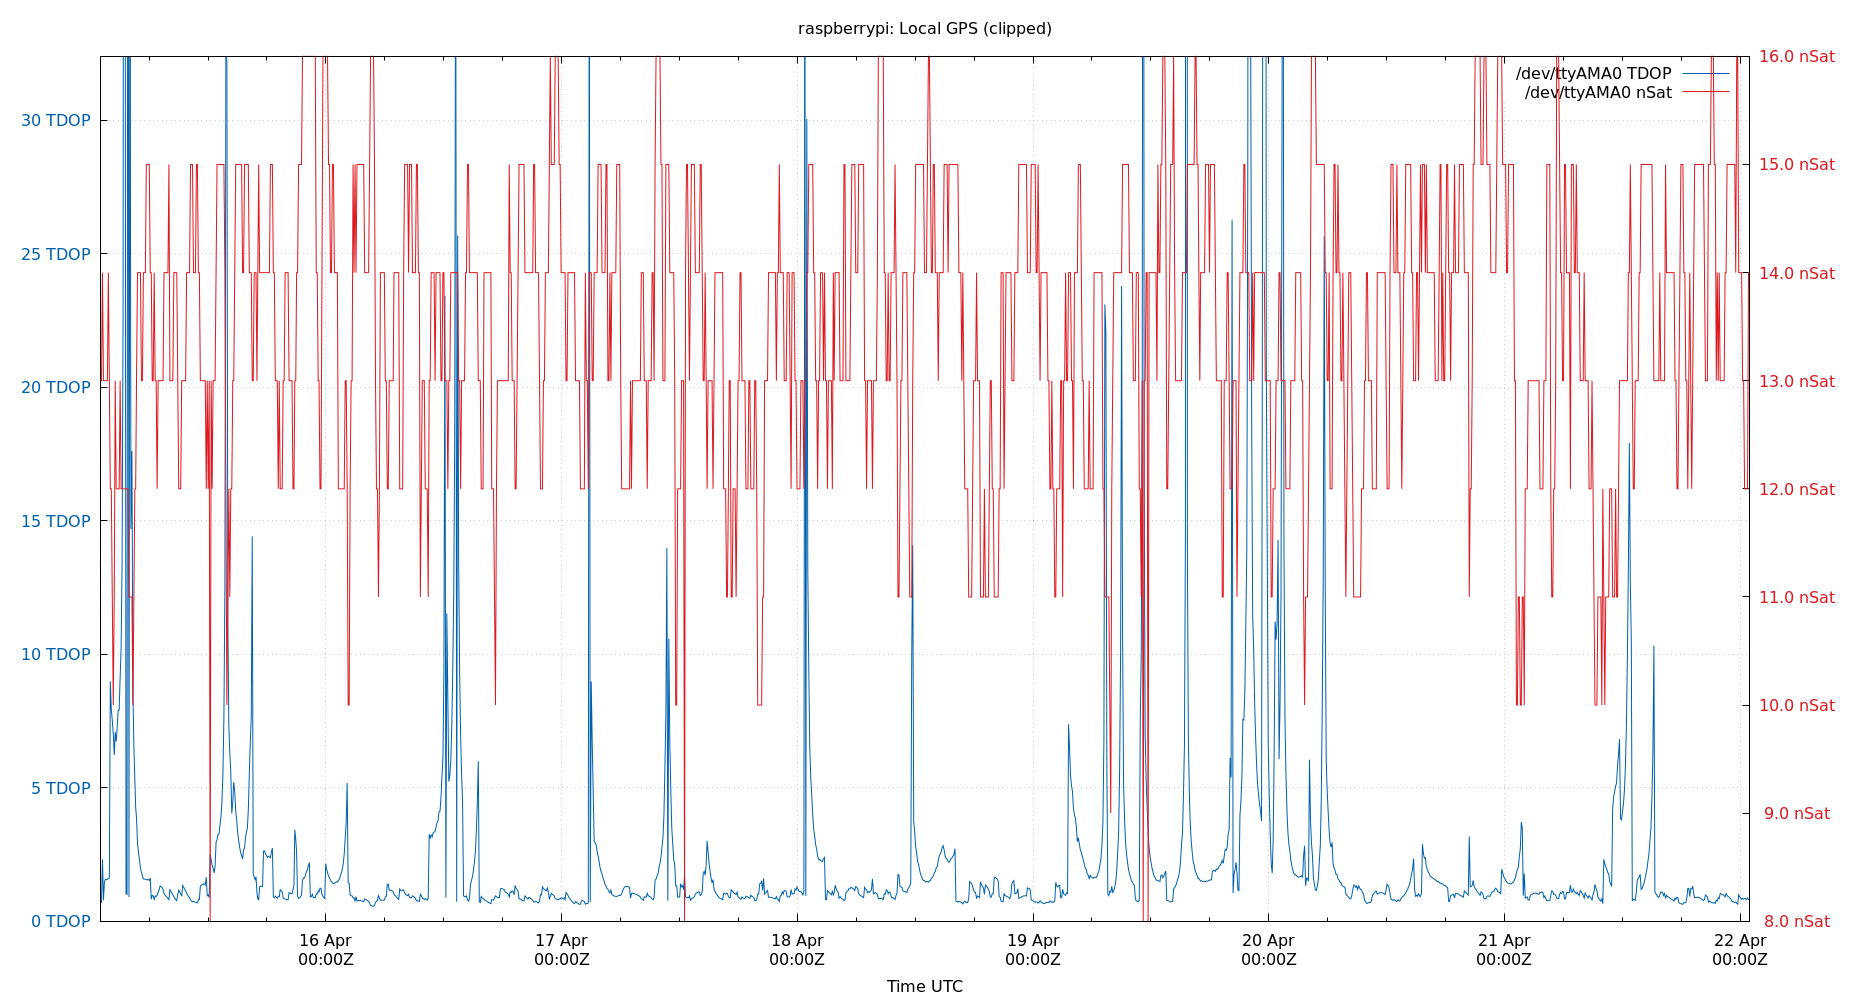 raspberrypi: Local GPS (clipped)
16.0 nSat
/dev/ttyAMA0 TDOP
/dev/ttyAMA0 nSat
30 TDOP
15.0 nSat
25 TDOP
14.0 nSat
20 TDOP
13.0 nSat
12.0 nSat
15 TDOP
11.0 nSat
10 TDOP
10.0 nSat
5 TDOP
9.0 nSat
0 TDOP
8.0 nSat
16 Apr 17 Apr 18 Apr 19 Apr 20 Apr 21 Apr 22 Apr
00:00Z 00:00Z 00:00Z 00:00Z 00:00Z 00:00Z 00:00Z
Time UTC